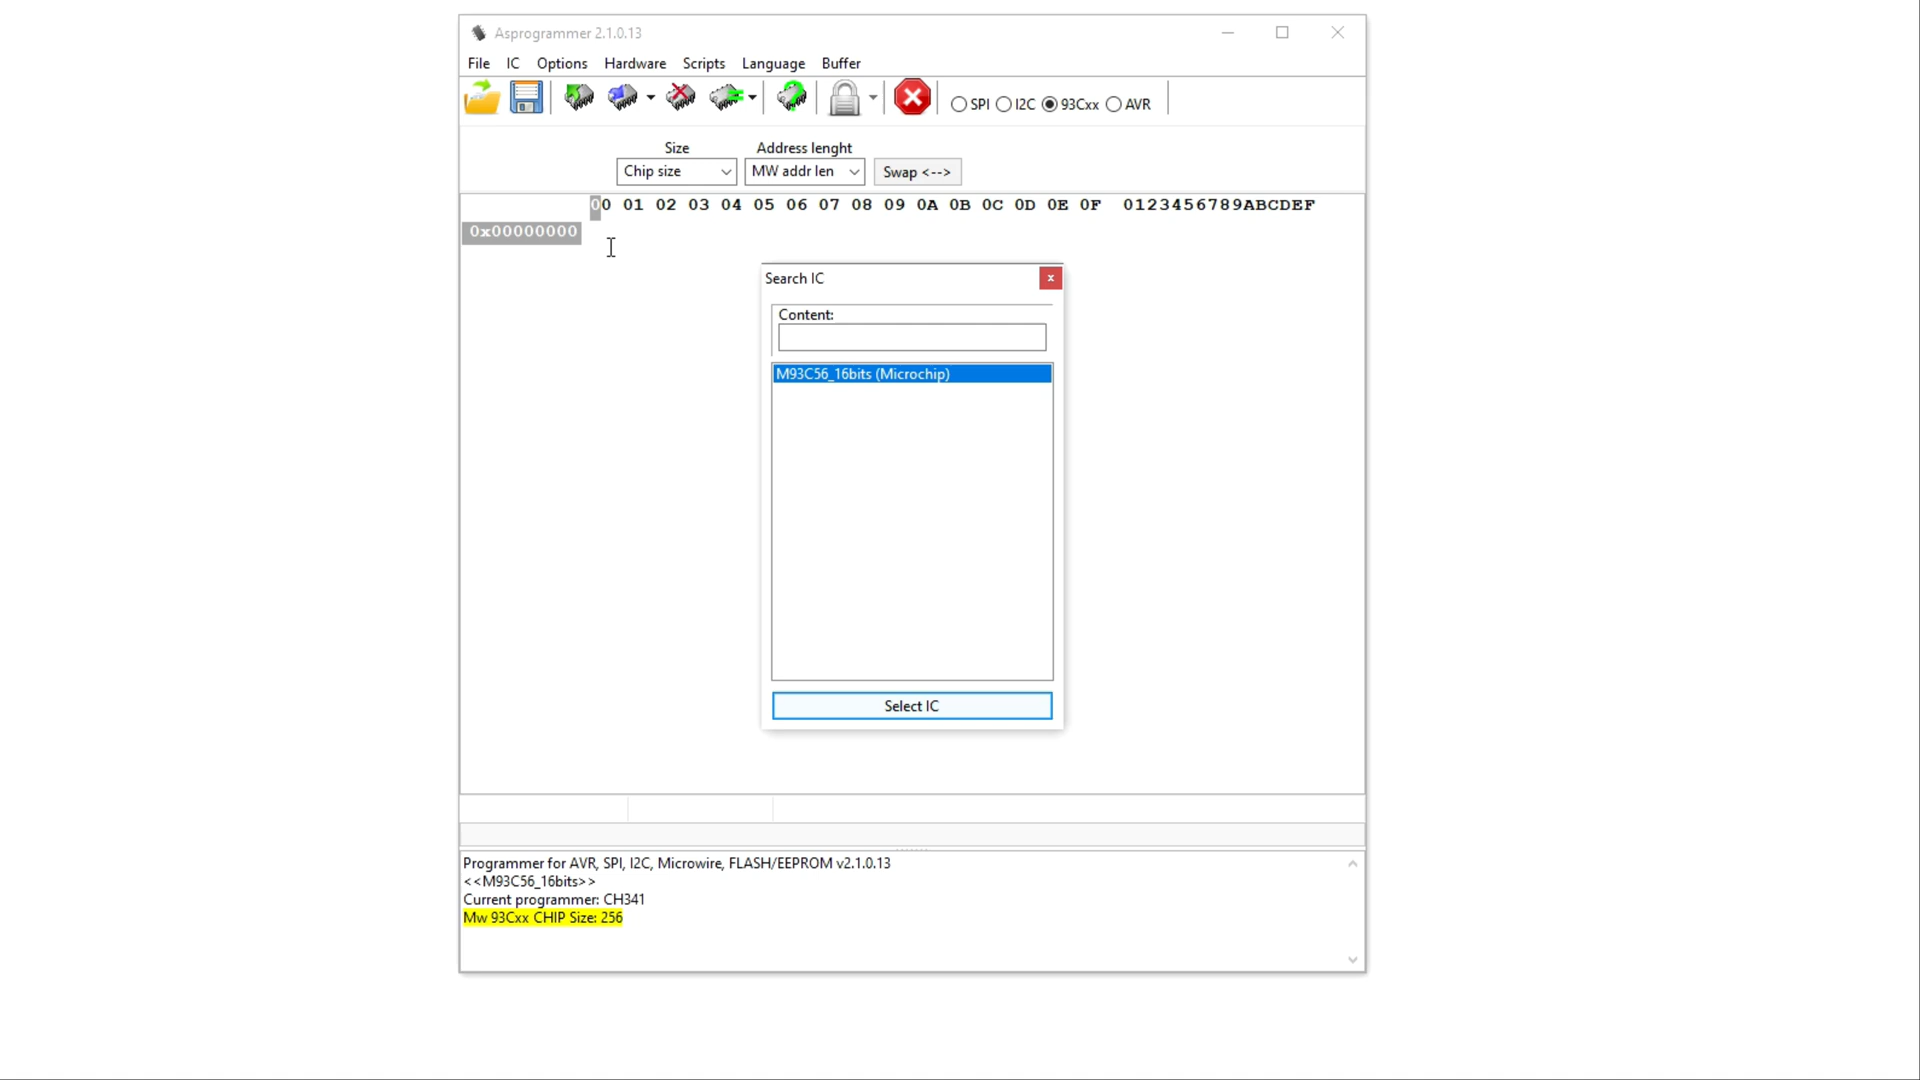 Asprogrammer 2.1.0.13
File IC Options Hardware Scripts Language Buffer
SPI I2C 93Cxx AVR
Size Address lenght
Chip size MW addr len Swap <-->
00 01 02 03 04 05 06 07 08 09 0A 0B 0C 0D 0E 0F 0123456789ABCDEF
0x00000000
Search IC
Content:
M93C56_16bits (Microchip)
Select IC
Programmer for AVR, SPI, I2C, Microwire, FLASH/EEPROM v2.1.0.13
<<M93C56_16bits>>
Current programmer: CH341
Mw 93Cxx CHIP Size: 256